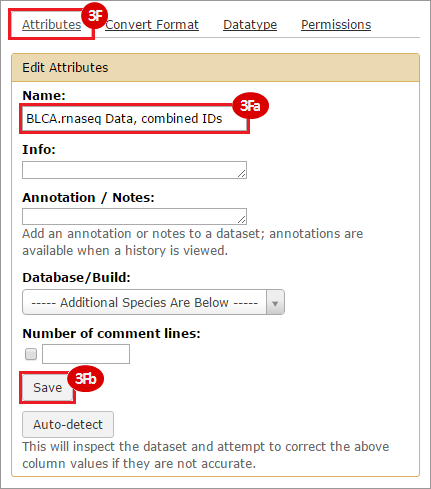 Attributes 3F Convert Format Datatype Permissions
Edit Attributes
Name:
3Fa
BLCA.rnaseq Data, combined IDs
Info:
Annotation / Notes:
Add an annotation or notes to a dataset; annotations are
available when a history is viewed.
Database/Build:
----- Additional Species Are Below -----
Number of comment lines:
Save 3Fb
Auto-detect
This will inspect the dataset and attempt to correct the above
column values if they are not accurate.